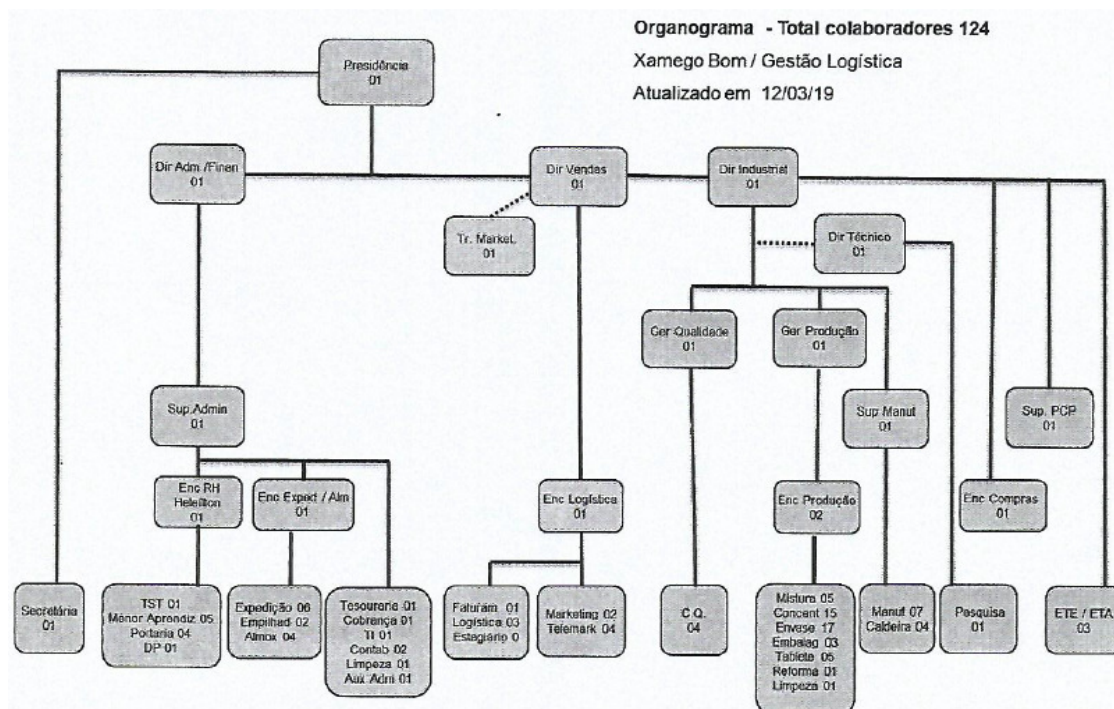 Organograma - Total colaboradores 124
Xamego Bom / Gestão Logística
Atualizado em 12/03/19
Presidência
01
Dir Adm./Finan
01
Dir Vendas
01
Dir Industrial
01
Tr. Market.
01
Dir Técnico
01
Ger Qualidade
01
Ger Produção
01
Sup.Admin
01
Sup Manut
01
Sup. PCP
01
Enc RH
01
Enc Exped / Alm
01
Enc Logística
01
Enc Produção
02
Enc Compras
01
Secretária
01
TST 01
Menor Aprendiz 05
Portaria 04
DP 01
Expedição 06
Empilhad 02
Almox 04
Tesouraria 01
Cobrança 01
TI 01
Contab 02
Limpeza 01
Aux Adm 01
Faturam 01
Logística 03
Estagiário 0
Marketing 02
Telemark 04
C.Q.
04
Mistura 05
Concent 15
Envase 17
Embalag 03
Tablete 05
Reforma 01
Limpeza 01
Manut 07
Caldeira 04
Pesquisa
01
ETE / ETA
03